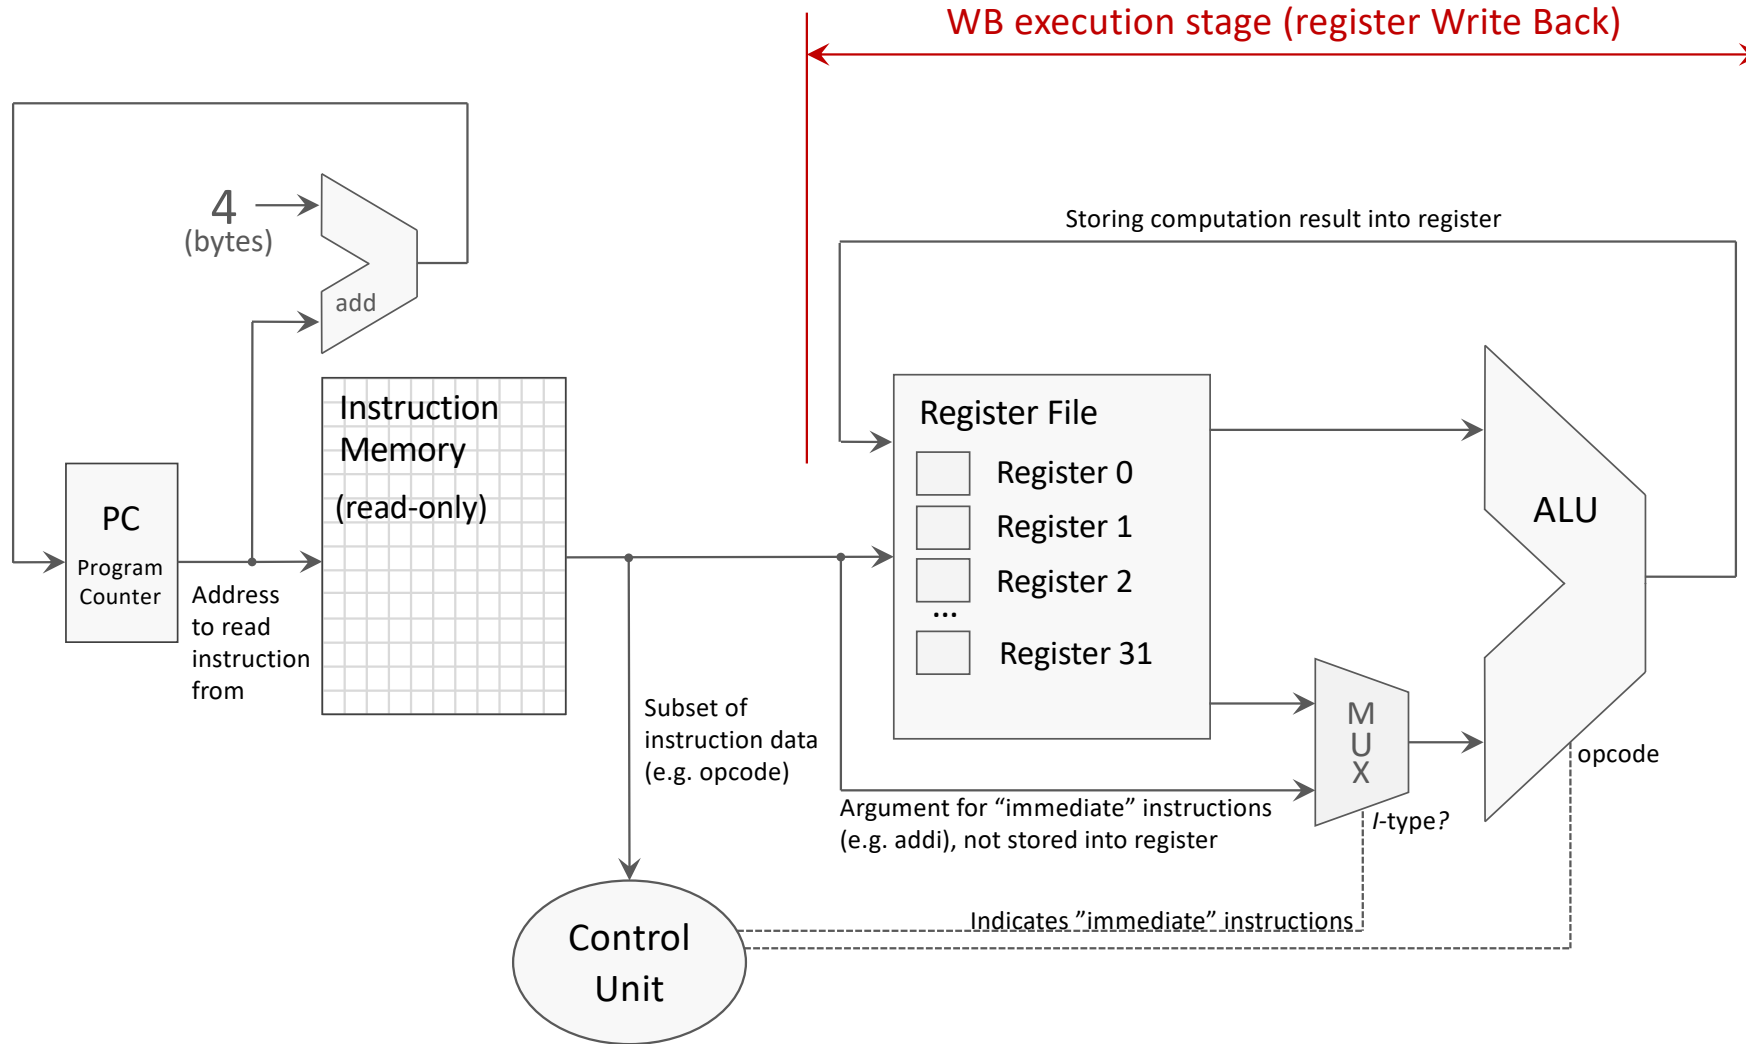 WB execution stage (register Write Back)
4
(bytes)
add
Storing computation result into register
Instruction
Memory
(read-only)
Register File
Register 0
Register 1
Register 2
...
Register 31
ALU
PC
Program
Counter
Address
to read
instruction
from
Subset of
instruction data
(e.g. opcode)
M
U
X
opcode
I-type?
Argument for “immediate” instructions
(e.g. addi), not stored into register
Indicates ”immediate” instructions
Control
Unit